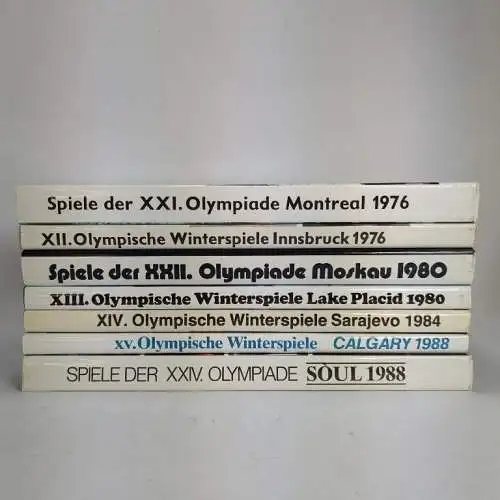 Spiele der XXI. Olympiade Montreal 1976
XII. Olympische Winterspiele Innsbruck 1976
Spiele der XXII. Olympiade Moskau 1980
XIII. Olympische Winterspiele Lake Placid 1980
XIV. Olympische Winterspiele Sarajevo 1984
xv. Olympische Winterspiele CALGARY 1988
SPIELE DER XXIV. OLYMPIADE SÒUL 1988